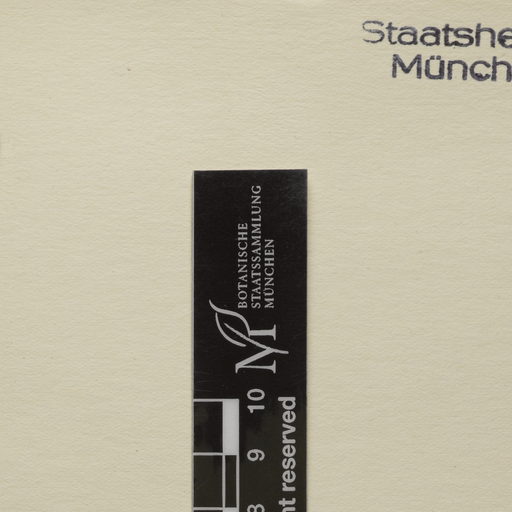 Staatshe
Münch
BOTANISCHE
STAATSSAMMLUNG
MÜNCHEN
M
10
9
8
nt reserved